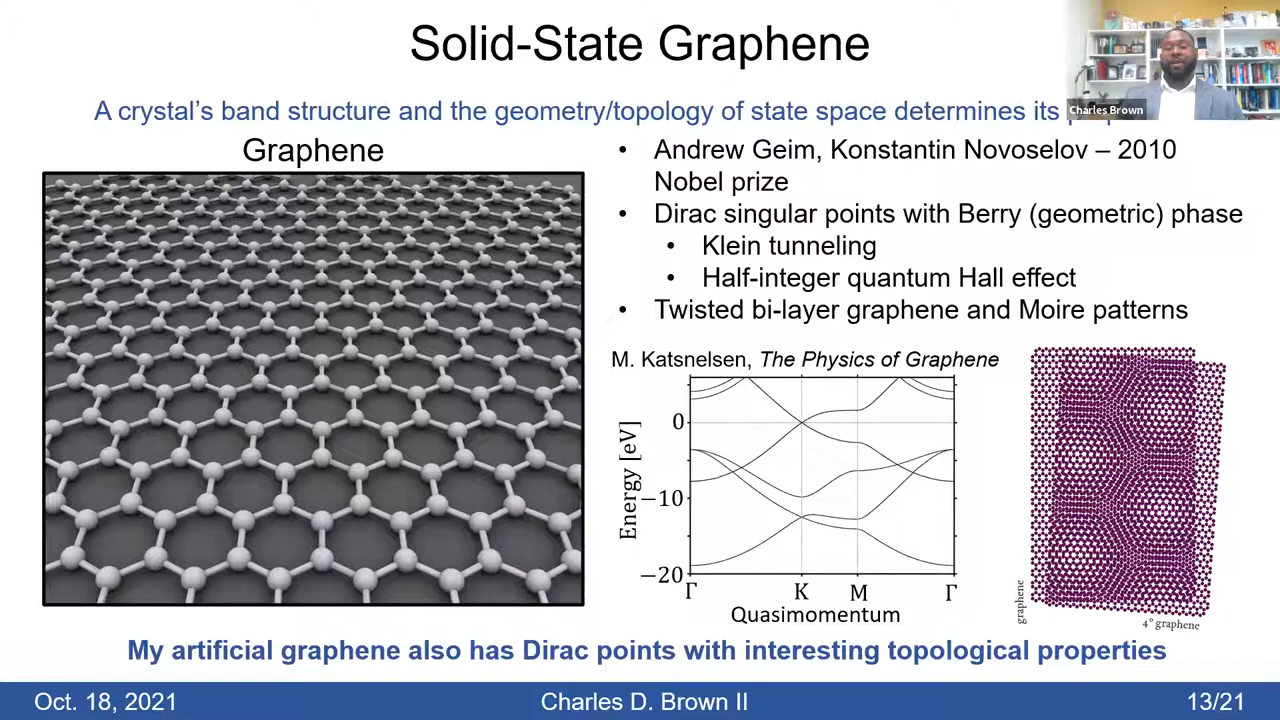 Solid-State Graphene
Charles Brown
A crystal's band structure and the geometry/topology of state space determines its
Graphene
• Andrew Geim, Konstantin Novoselov – 2010
Nobel prize
• Dirac singular points with Berry (geometric) phase
• Klein tunneling
• Half-integer quantum Hall effect
• Twisted bi-layer graphene and Moire patterns
M. Katsnelsen, The Physics of Graphene
0
−10
−20
Energy [eV]
Γ K M Γ
Quasimomentum
graphene
4° graphene
My artificial graphene also has Dirac points with interesting topological properties
Oct. 18, 2021
Charles D. Brown II
13/21